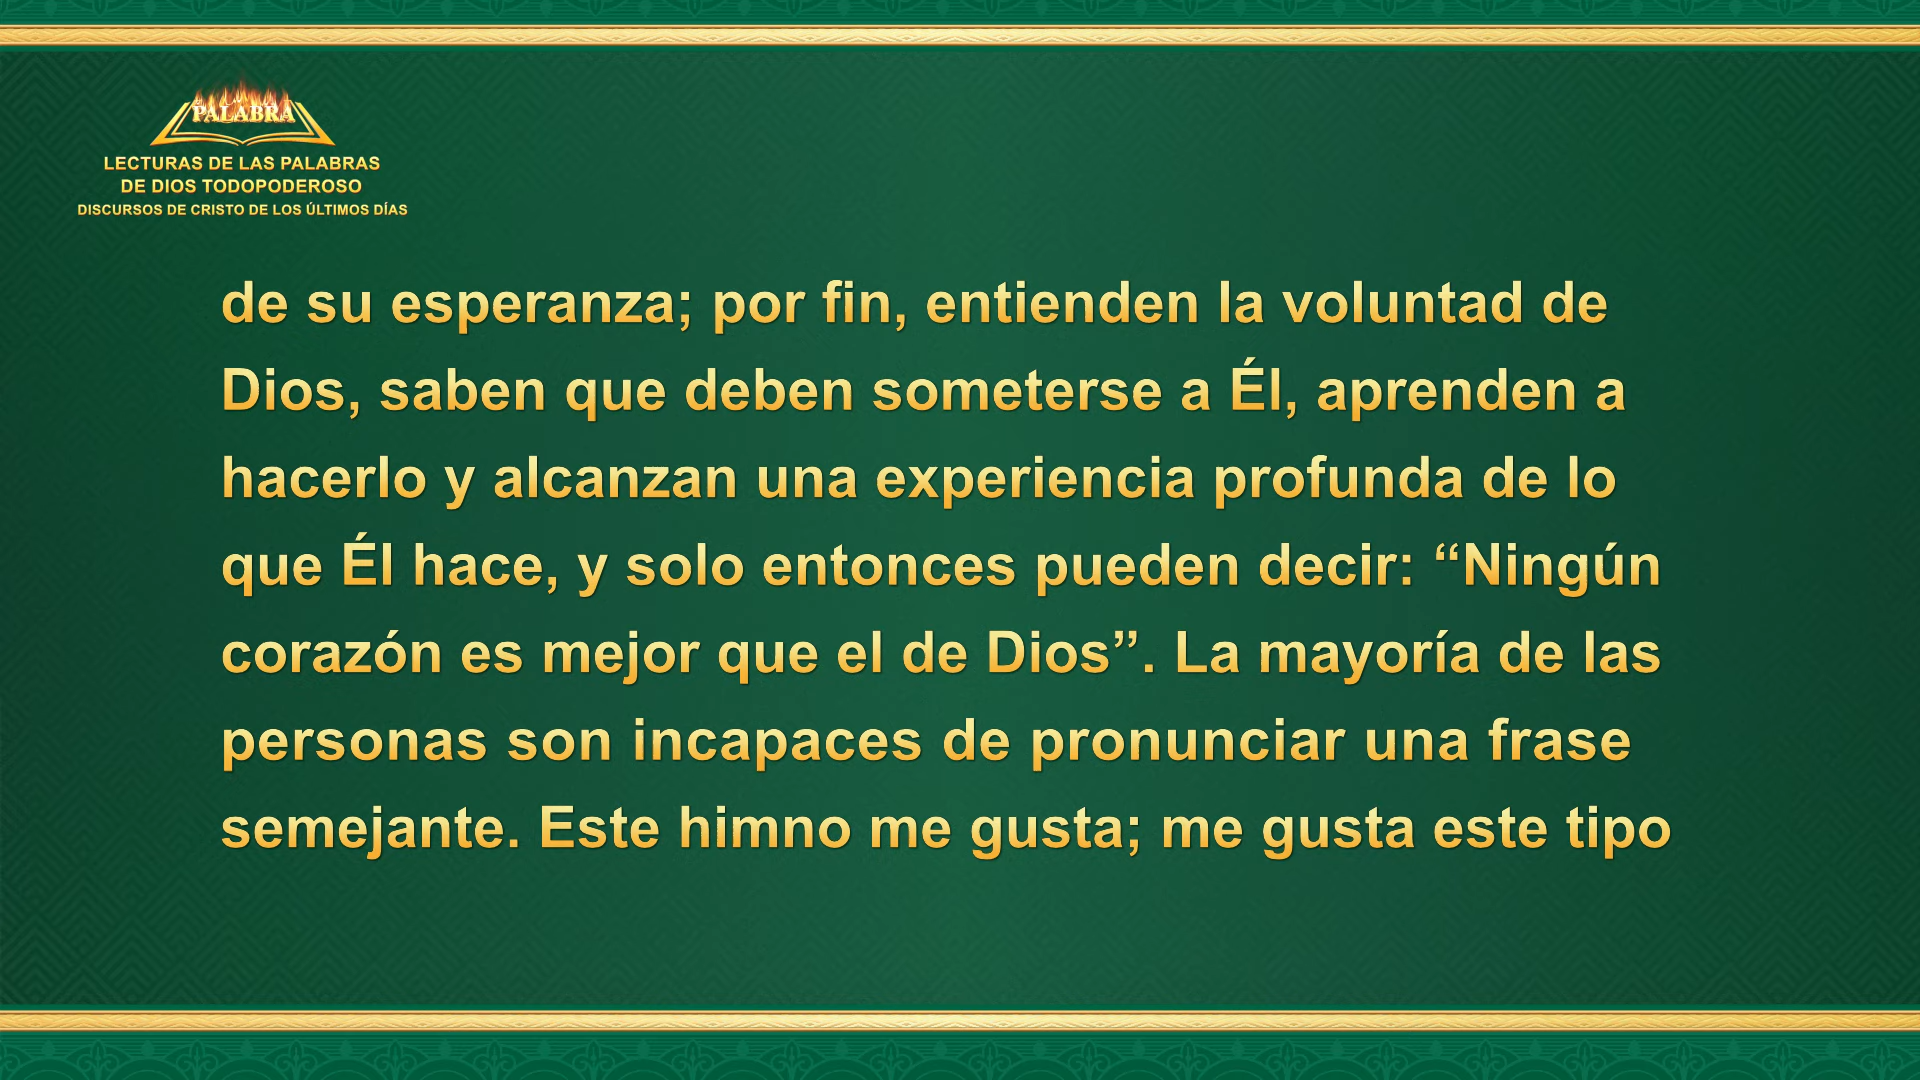 PALABRA
LECTURAS DE LAS PALABRAS
DE DIOS TODOPODEROSO
DISCURSOS DE CRISTO DE LOS ÚLTIMOS DÍAS
de su esperanza; por fin, entienden la voluntad de
Dios, saben que deben someterse a Él, aprenden a
hacerlo y alcanzan una experiencia profunda de lo
que Él hace, y solo entonces pueden decir: “Ningún
corazón es mejor que el de Dios”. La mayoría de las
personas son incapaces de pronunciar una frase
semejante. Este himno me gusta; me gusta este tipo